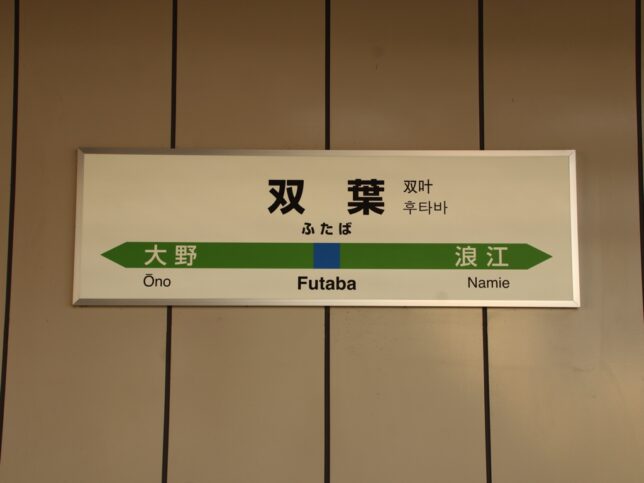 双葉 双叶
후타바
ふたば
大野 浪江
Ōno Futaba Namie